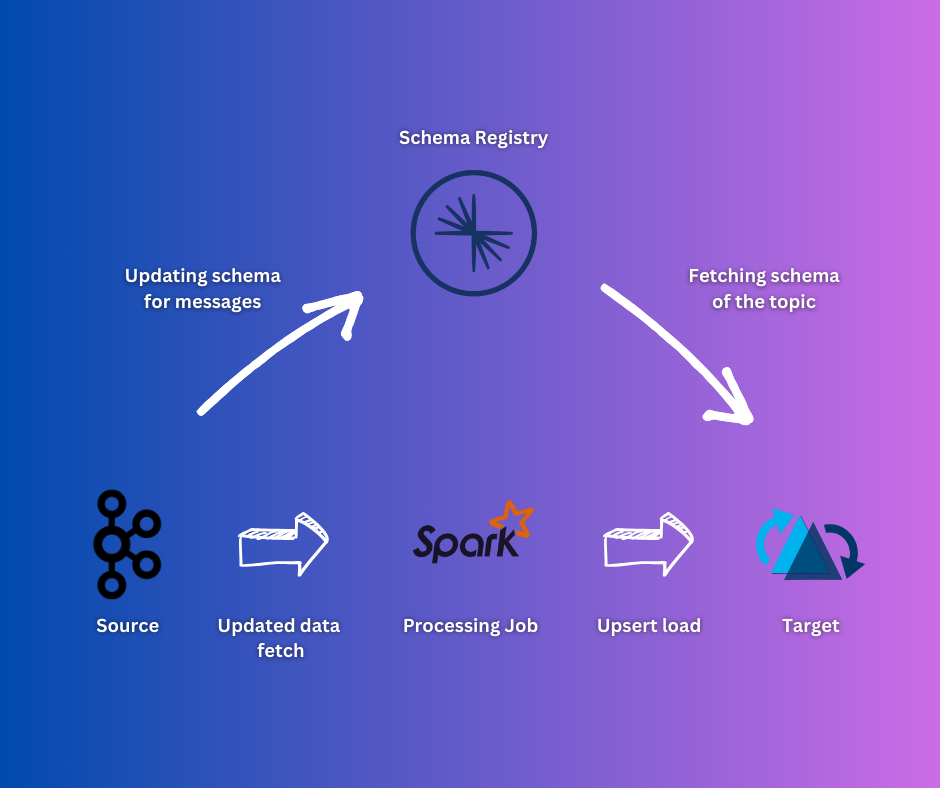 Schema Registry
Updating schema
for messages
Fetching schema
of the topic
Spark
Source
Updated data
fetch
Processing Job
Upsert load
Target